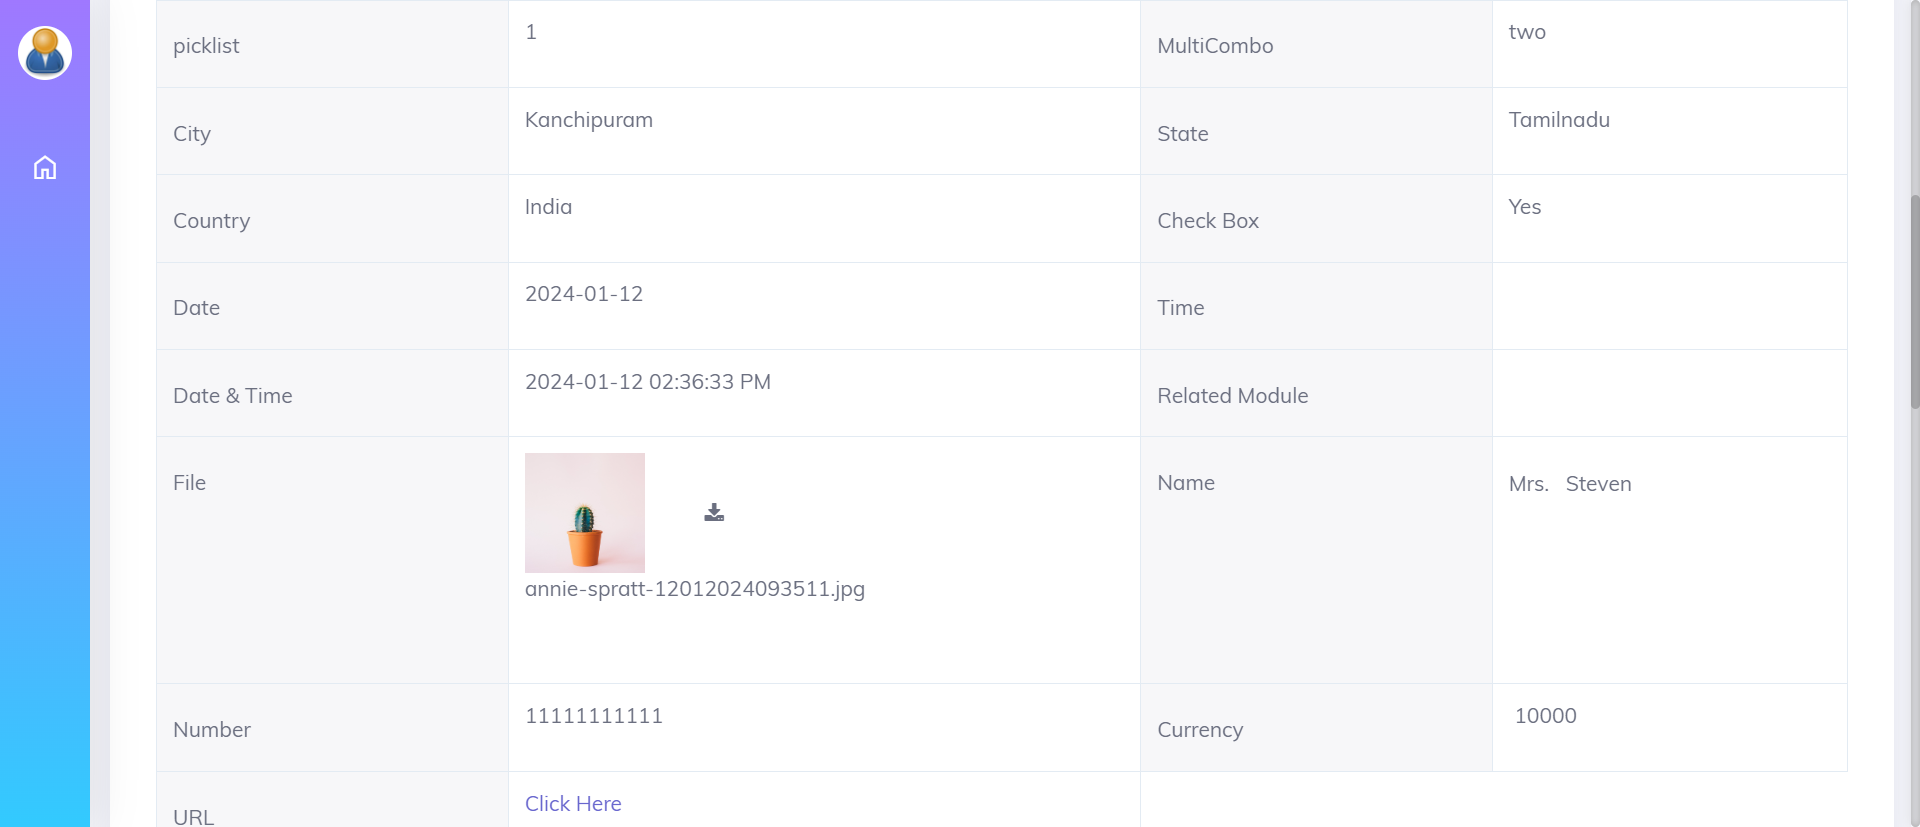 picklist 1 MultiCombo two
City Kanchipuram State Tamilnadu
Country India Check Box Yes
Date 2024-01-12 Time
Date & Time 2024-01-12 02:36:33 PM Related Module
File Name Mrs. Steven
annie-spratt-12012024093511.jpg
Number 11111111111 Currency 10000
URL Click Here